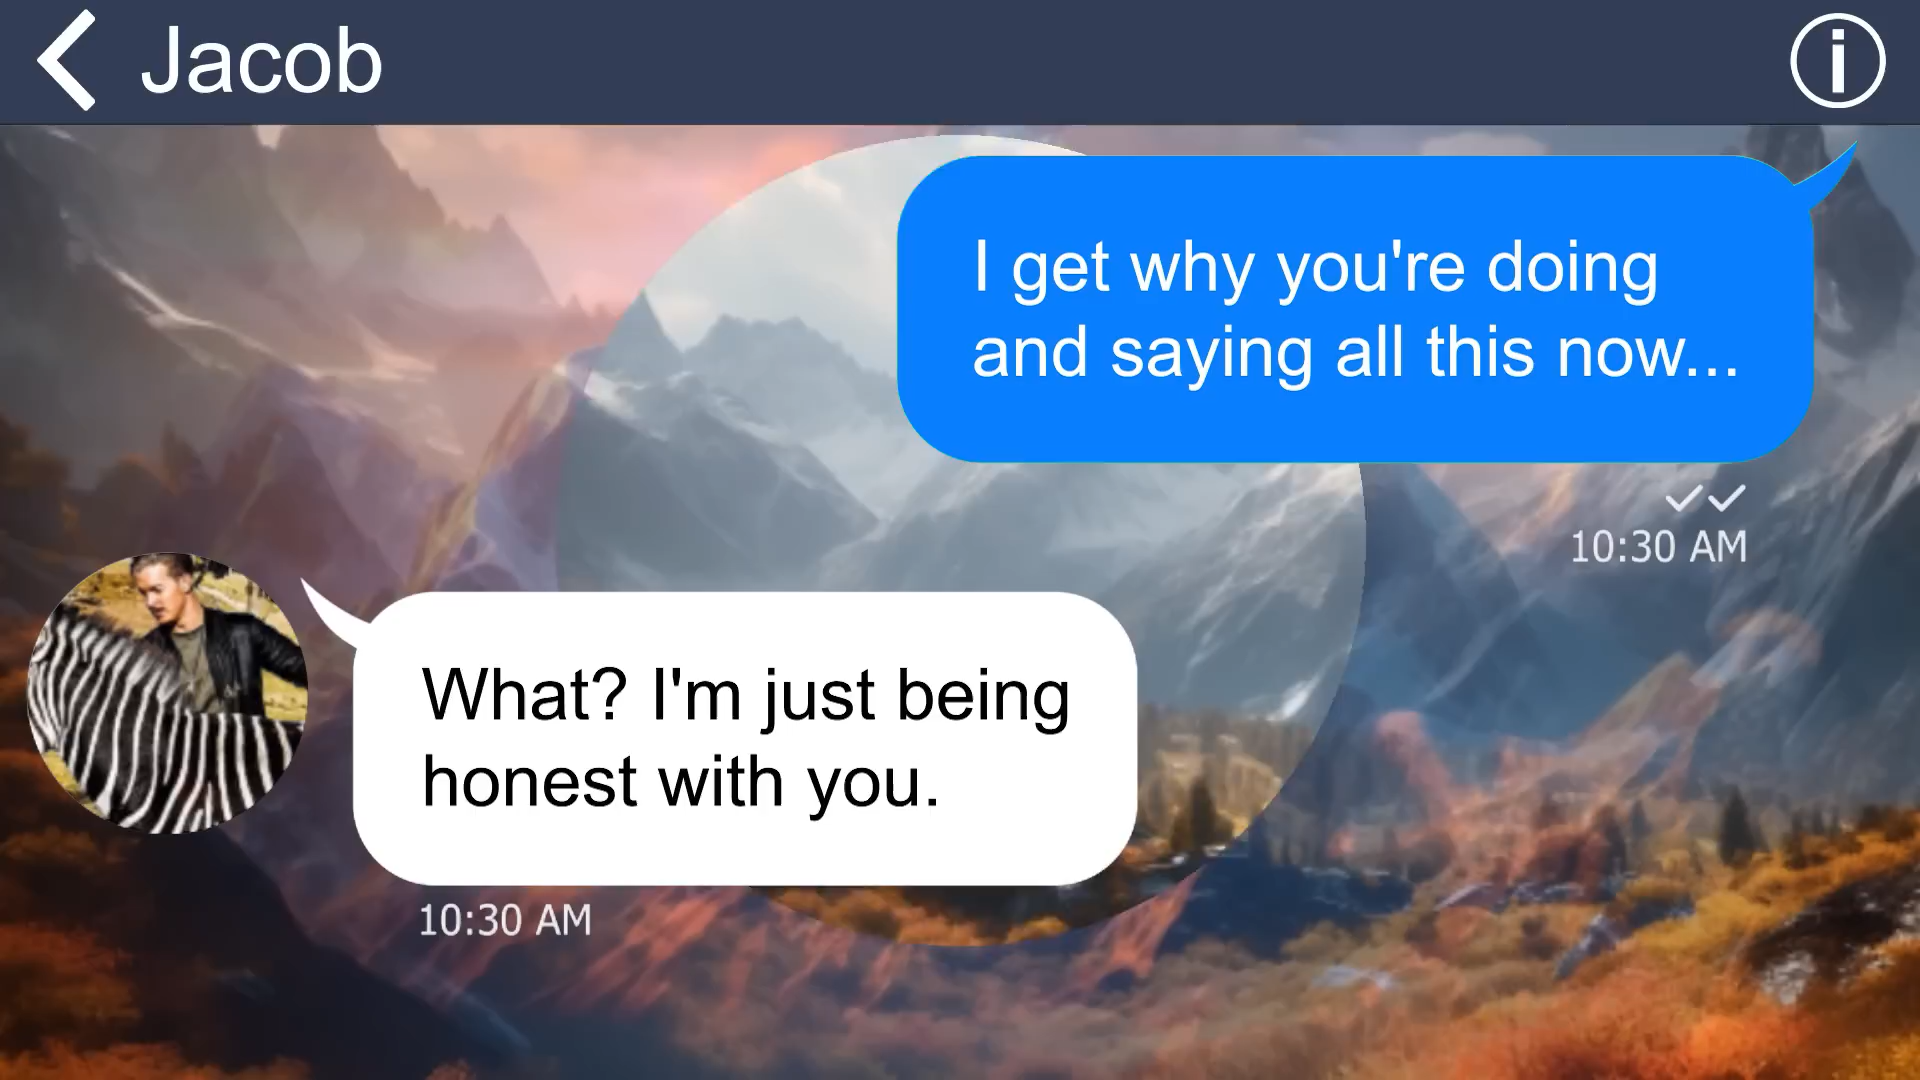 Jacob
I get why you're doing
and saying all this now...
10:30 AM
What? I'm just being
honest with you.
10:30 AM